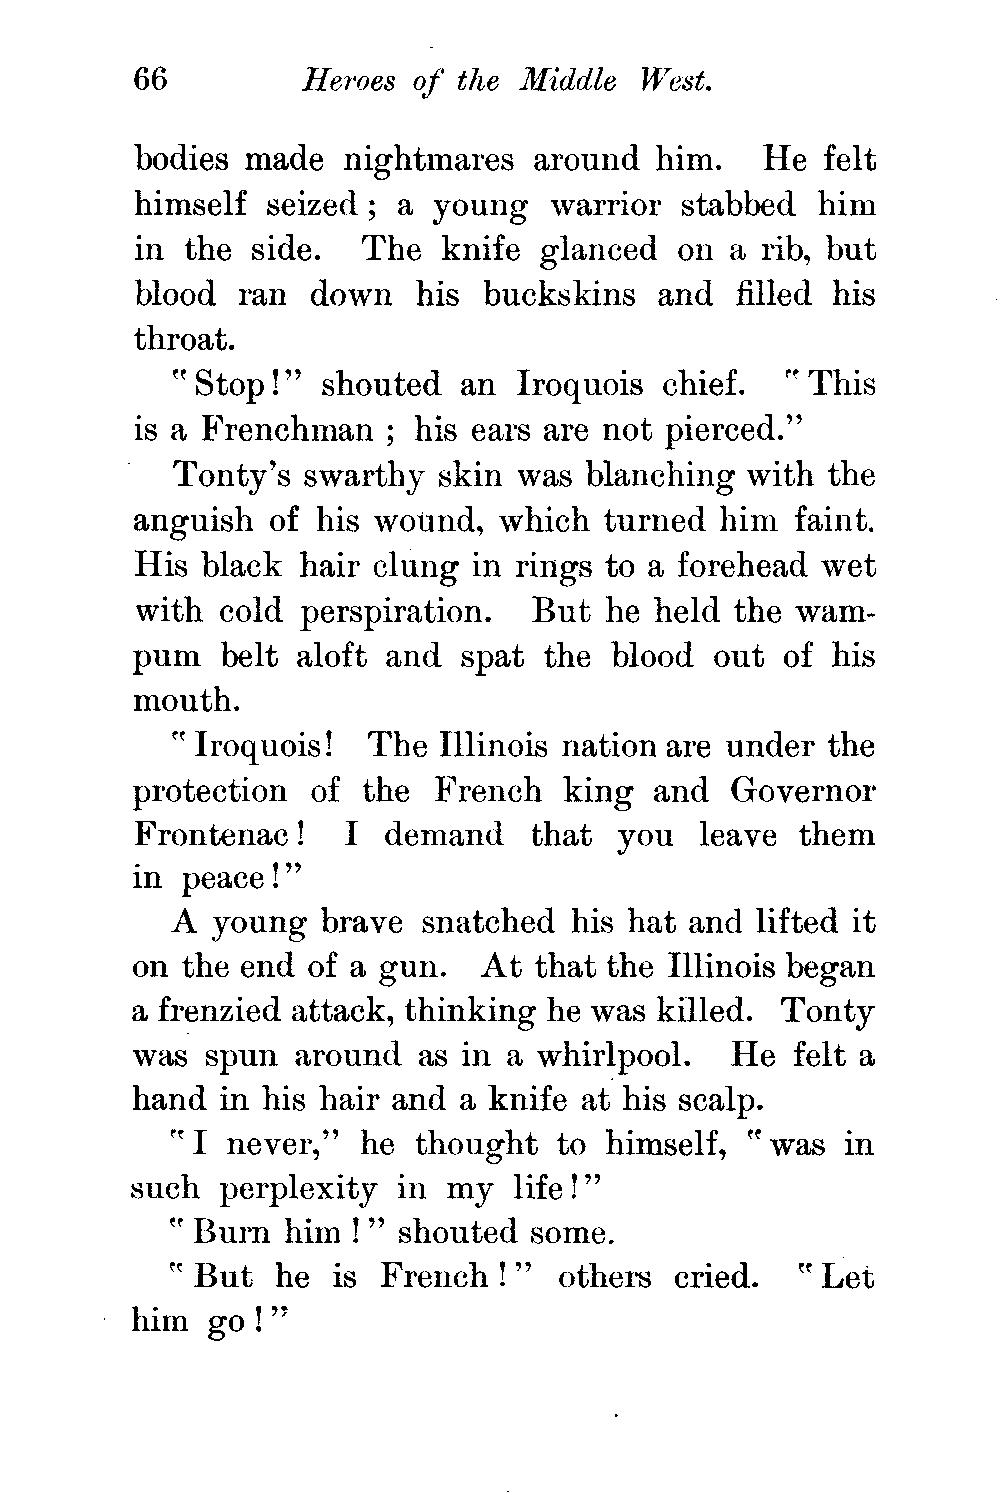 66 Heroes of the Middle West.
bodies made nightmares around him. He felt
himself seized ; a young warrior stabbed him
in the side. The knife glanced on a rib, but
blood ran down his buckskins and filled his
throat.
"Stop!" shouted an Iroquois chief. "This
is a Frenchman ; his ears are not pierced."
Tonty's swarthy skin was blanching with the
anguish of his wound, which turned him faint.
His black hair clung in rings to a forehead wet
with cold perspiration. But he held the wam-
pum belt aloft and spat the blood out of his
mouth.
"Iroquois! The Illinois nation are under the
protection of the French king and Governor
Frontenac! I demand that you leave them
in peace!"
A young brave snatched his hat and lifted it
on the end of a gun. At that the Illinois began
a frenzied attack, thinking he was killed. Tonty
was spun around as in a whirlpool. He felt a
hand in his hair and a knife at his scalp.
"I never," he thought to himself, "was in
such perplexity in my life!"
"Burn him!" shouted some.
"But he is French!" others cried. "Let
him go!"